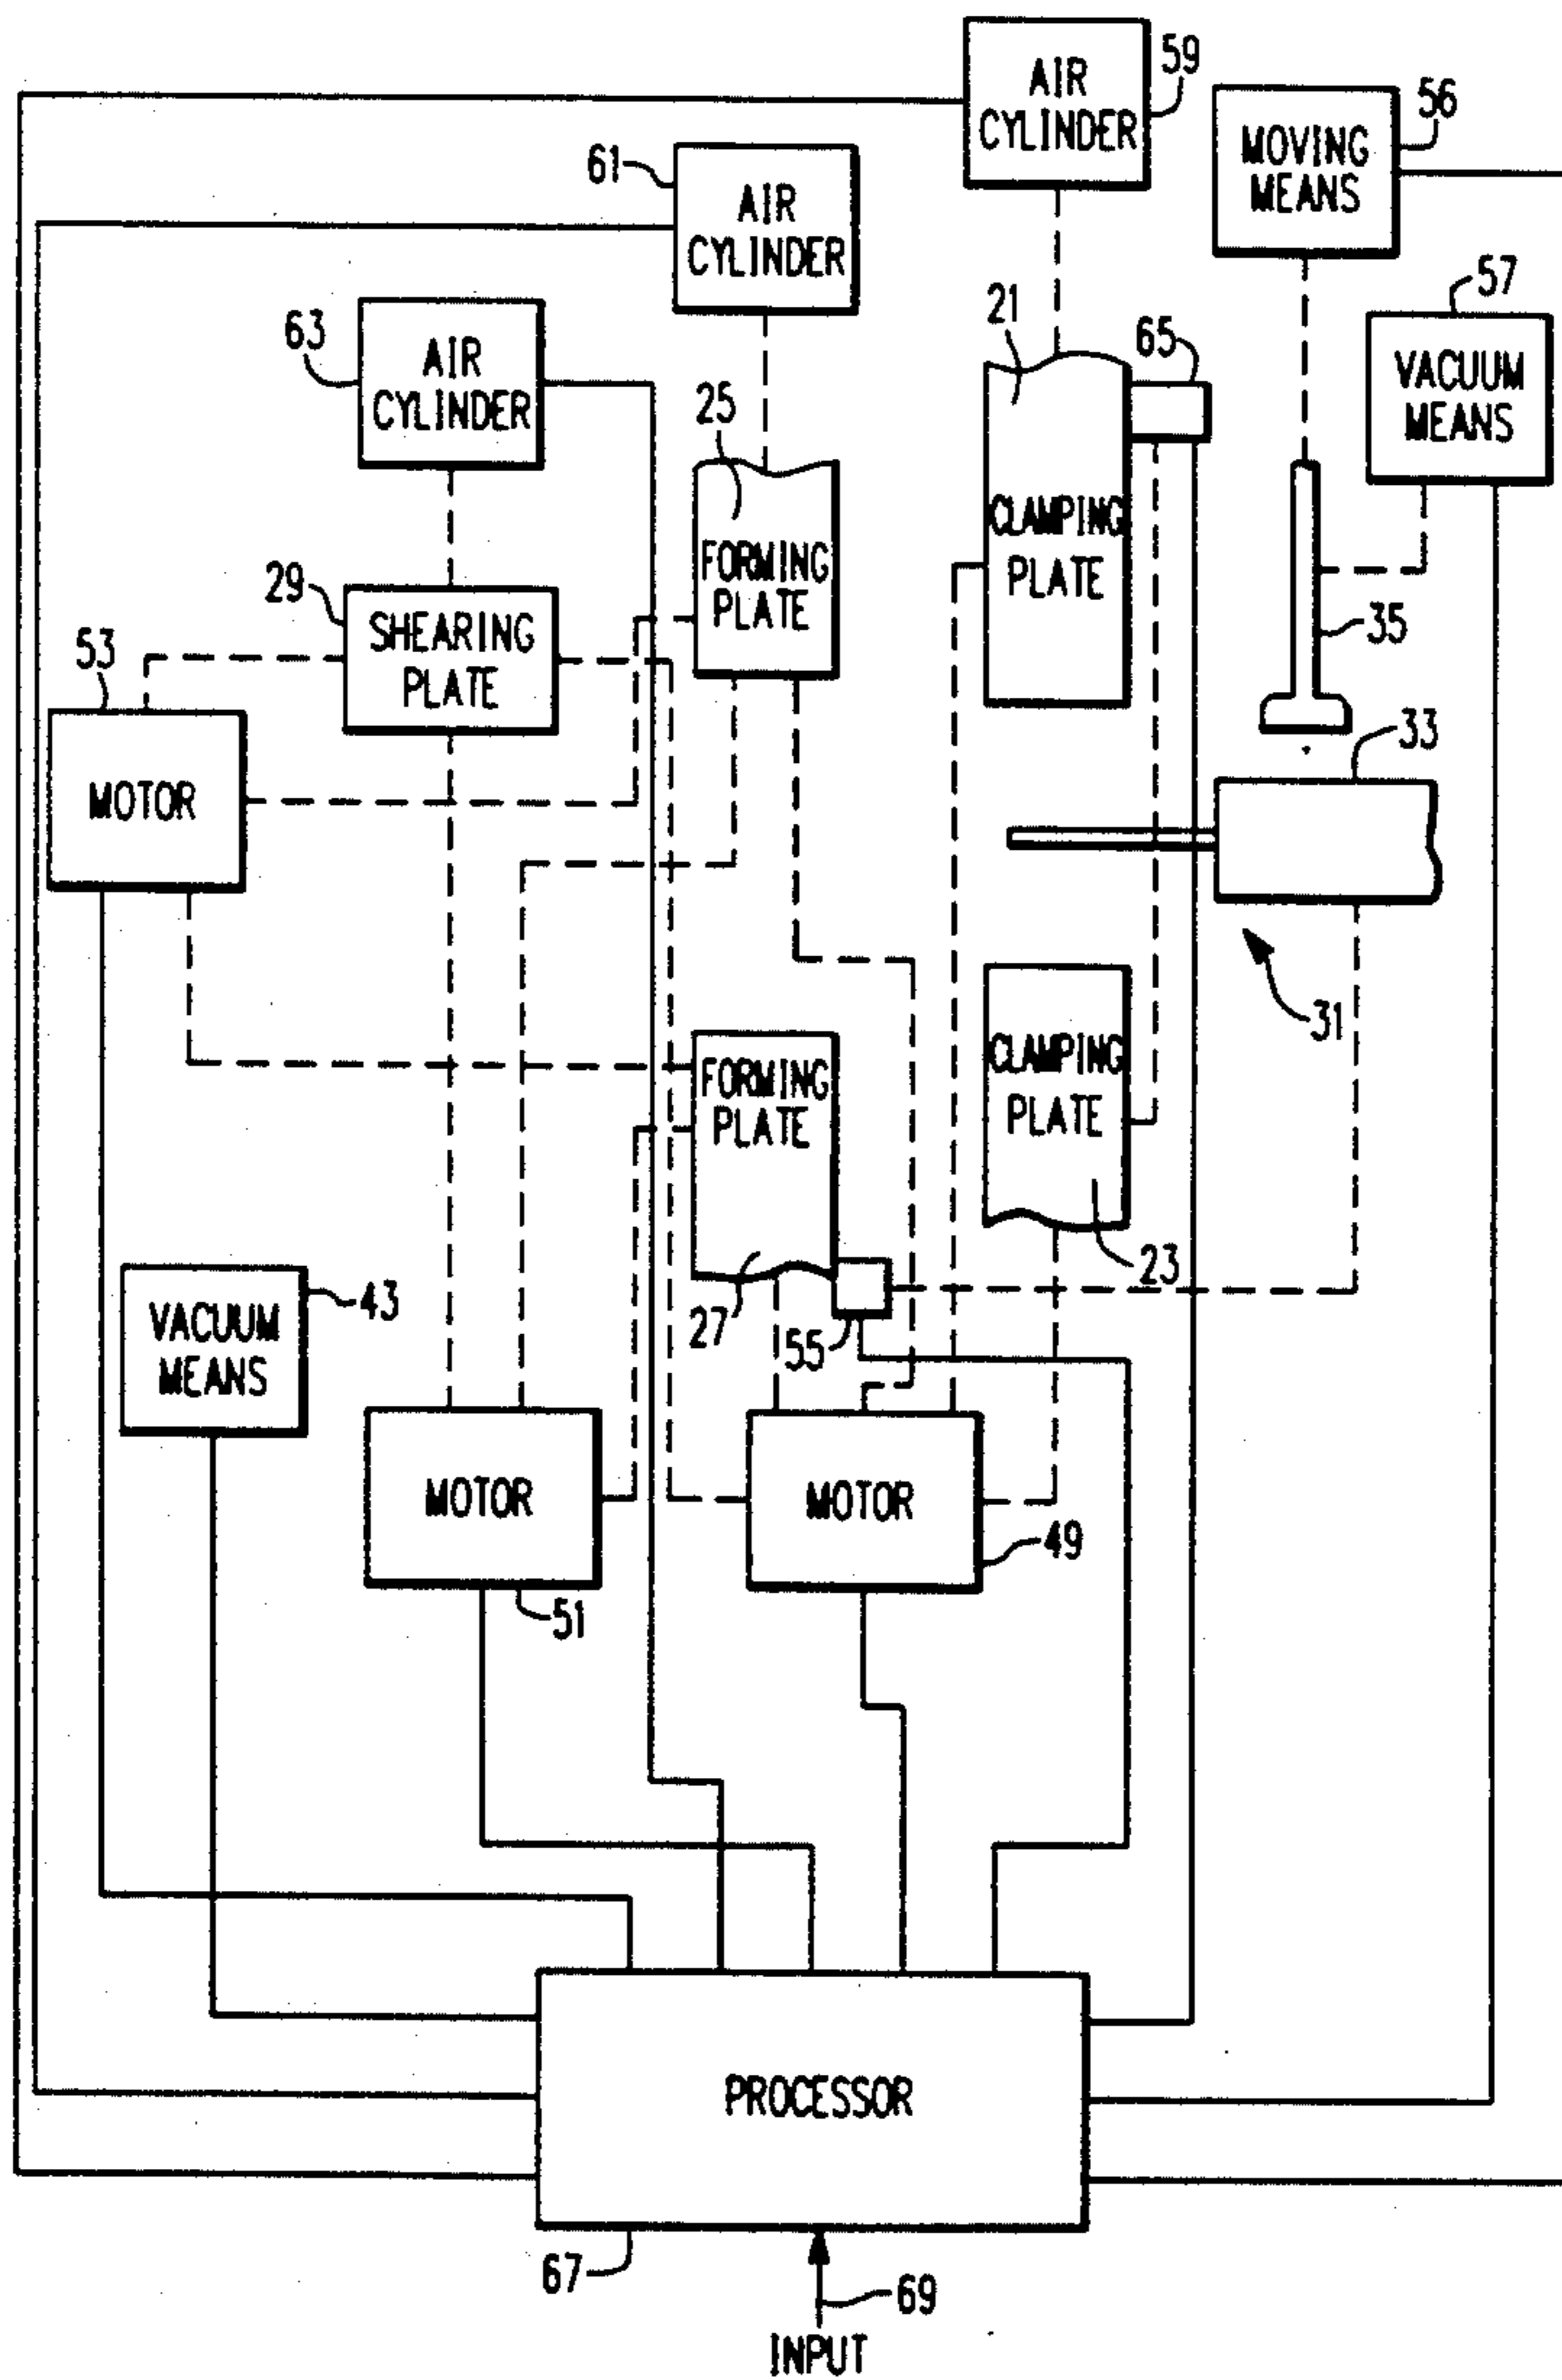 59
AIR
CYLINDER
56
MOVING
MEANS
61
AIR
CYLINDER
57
VACUUM
MEANS
21
65
63
AIR
CYLINDER
25
FORMING
PLATE
CLAMPING
PLATE
29
SHEARING
PLATE
35
53
MOTOR
33
31
FORMING
PLATE
CLAMPING
PLATE
23
43
VACUUM
MEANS
27
55
MOTOR
51
MOTOR
49
PROCESSOR
67
69
INPUT